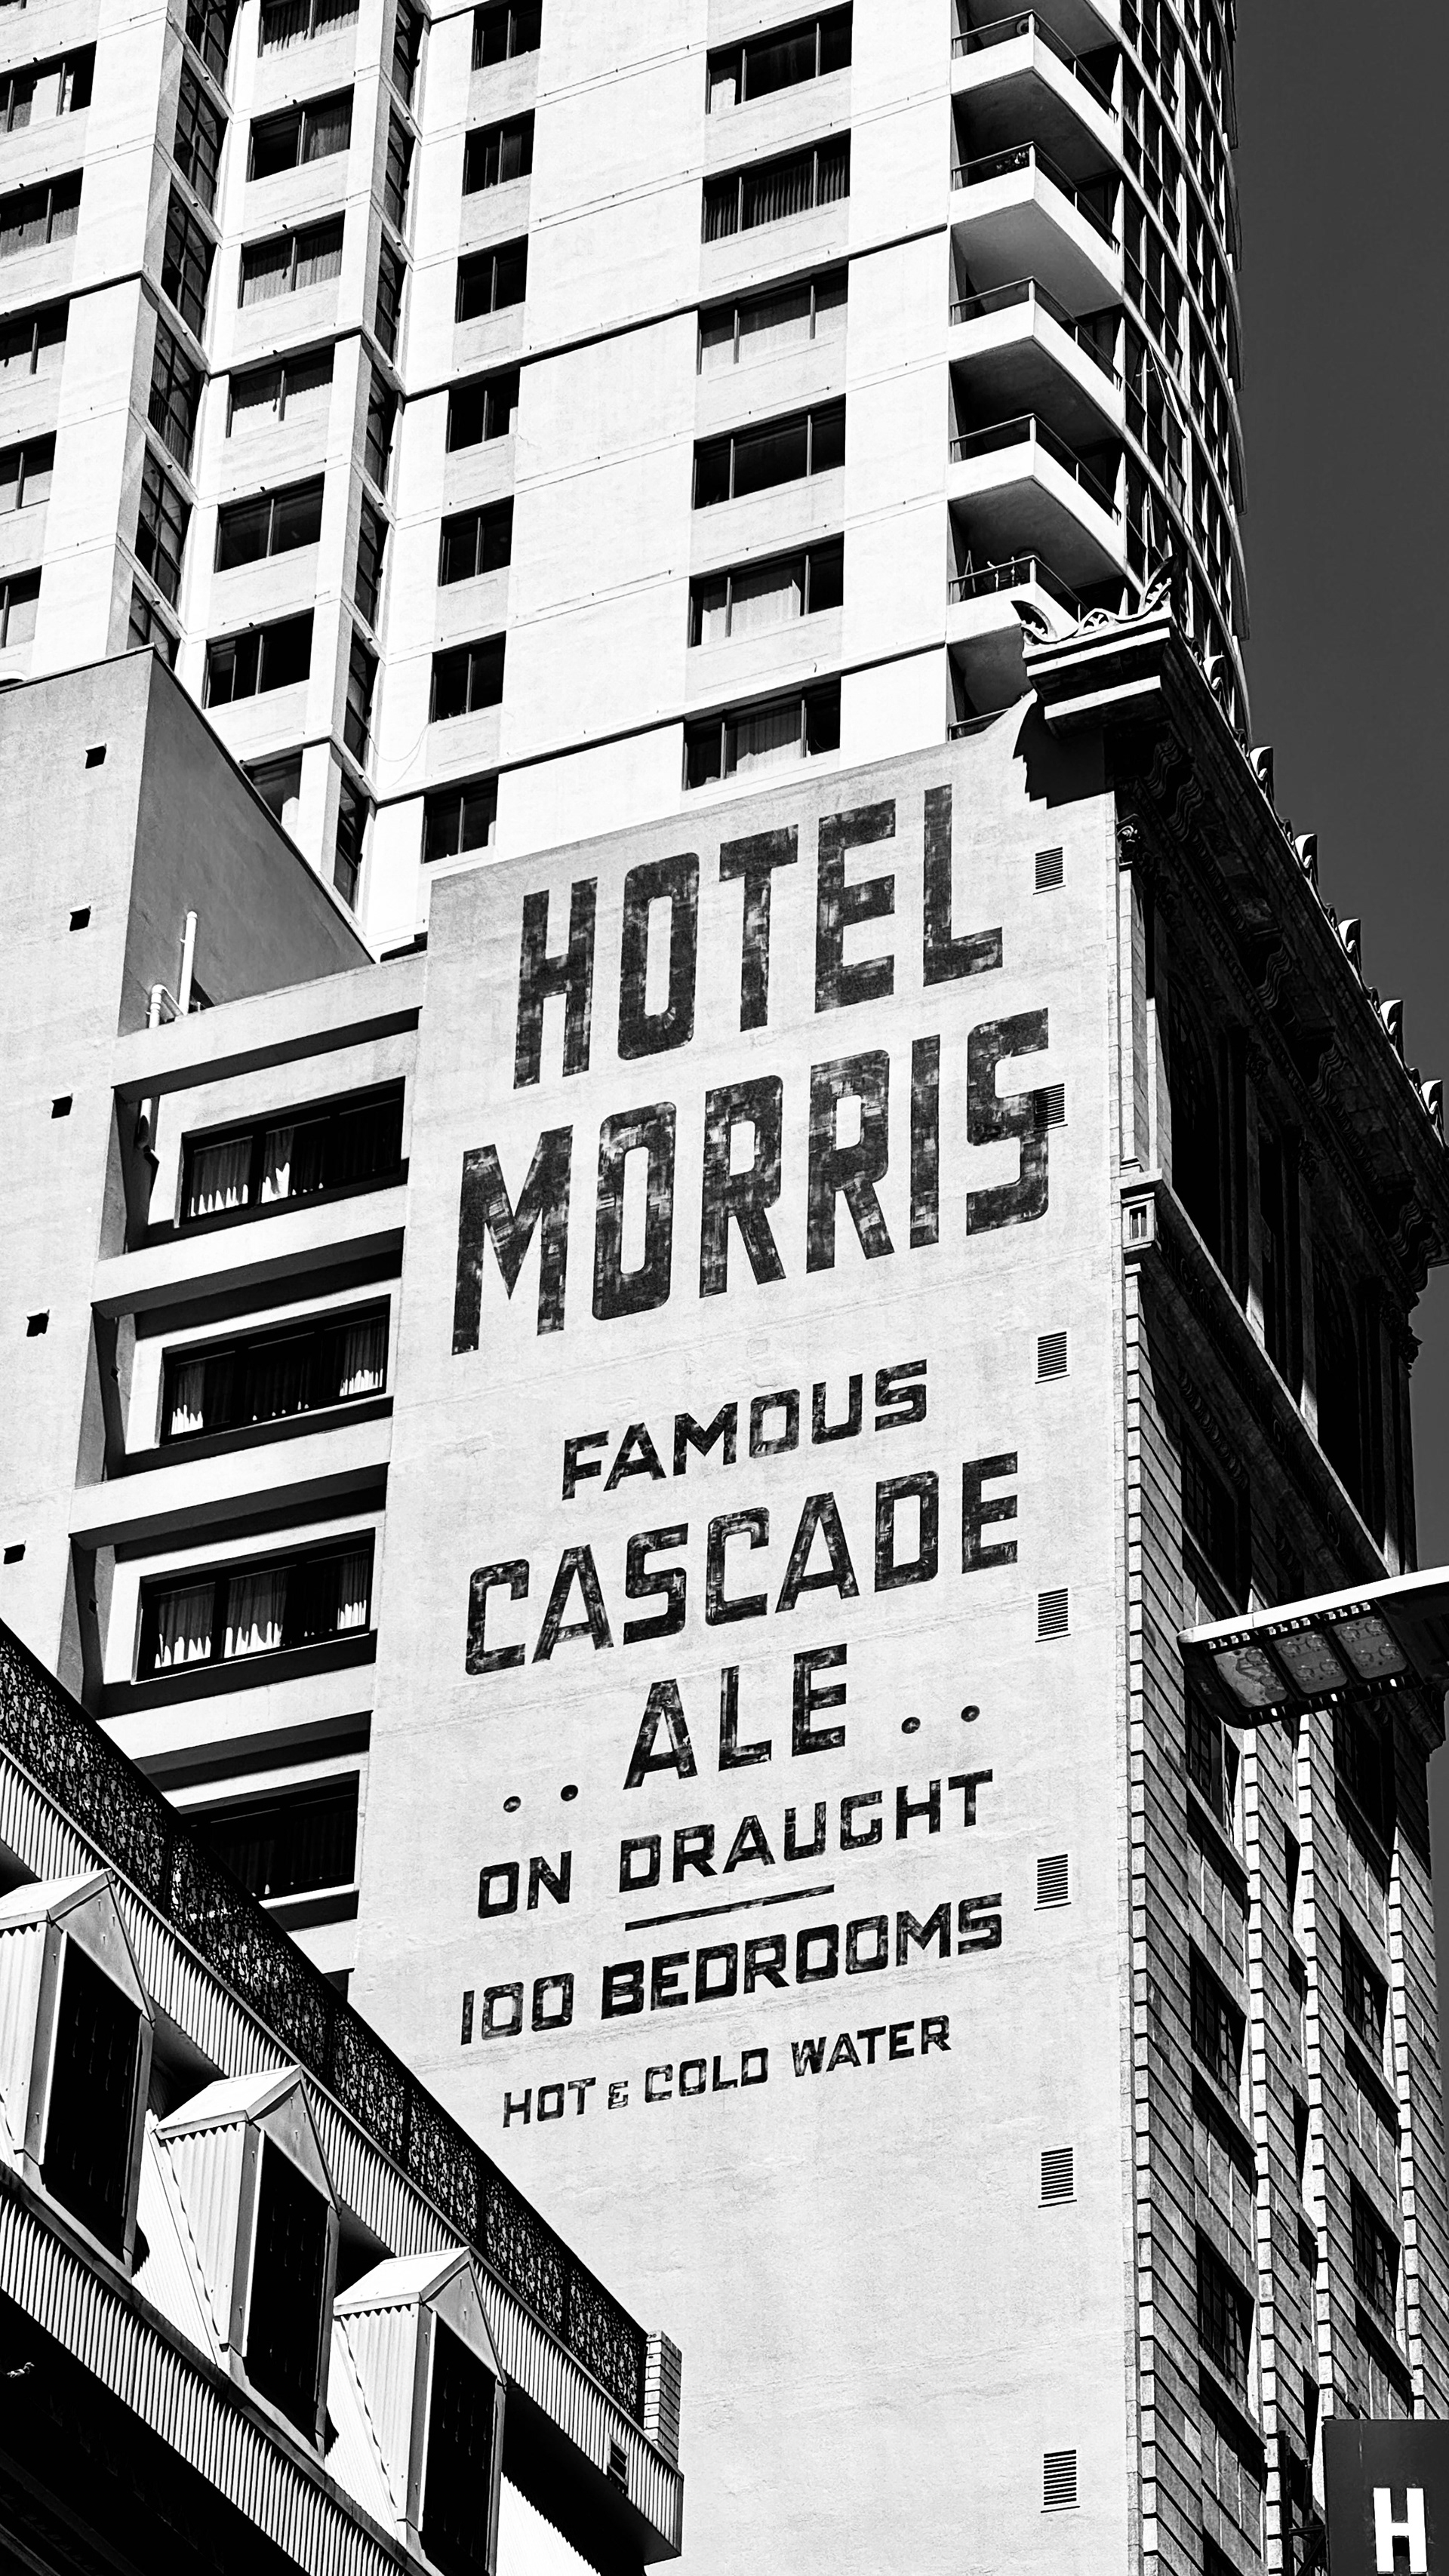 HOTEL
MORRIS
FAMOUS
CASCADE
.. ALE ..
ON DRAUGHT
100 BEDROOMS
HOT & COLD WATER
H